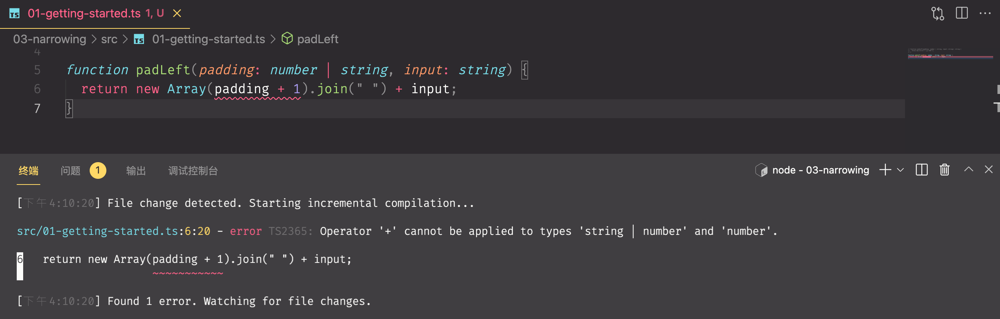 TS 01-getting-started.ts 1, U
03-narrowing > src > TS 01-getting-started.ts > padLeft
4
5 function padLeft(padding: number | string, input: string) {
6 return new Array(padding + 1).join(" ") + input;
7 }
终端 问题 1 输出 调试控制台 node - 03-narrowing
[下午4:10:20] File change detected. Starting incremental compilation...
src/01-getting-started.ts:6:20 - error TS2365: Operator '+' cannot be applied to types 'string | number' and 'number'.
6 return new Array(padding + 1).join(" ") + input;
~~~~~~~~~~~
[下午4:10:20] Found 1 error. Watching for file changes.